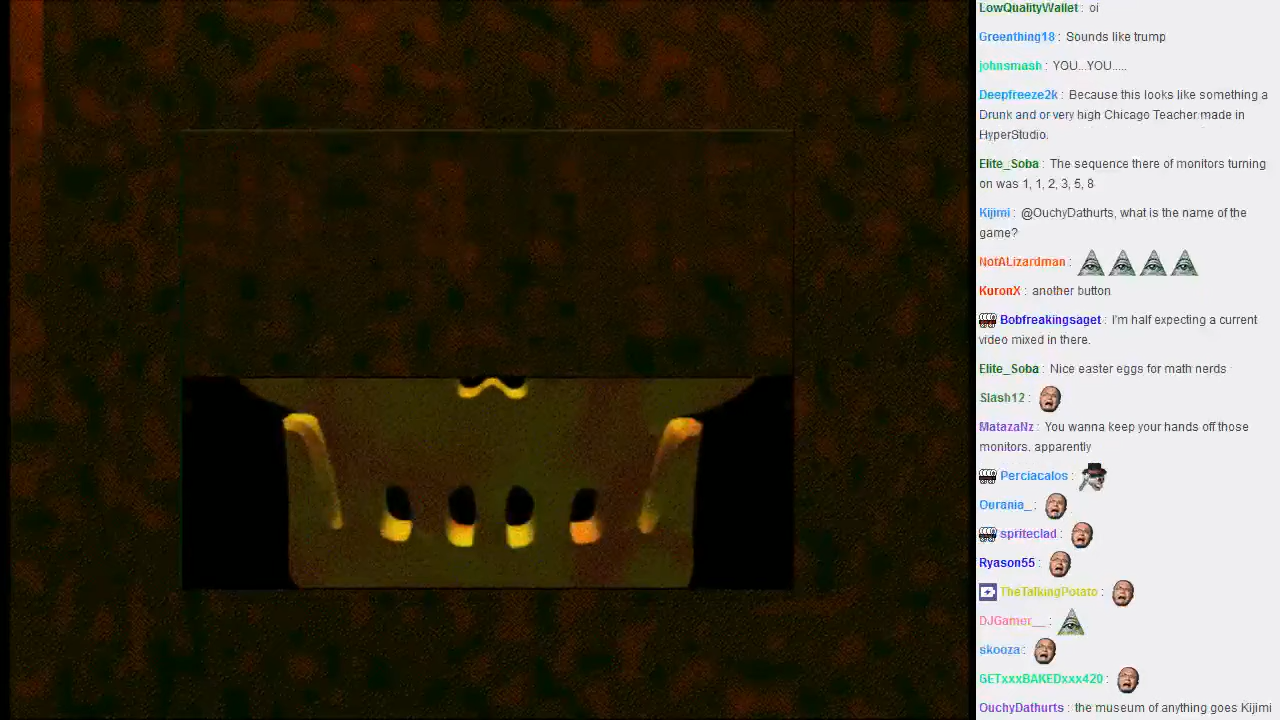 LowQualityWallet : oi
Greenthing18 : Sounds like trump
johnsmash : YOU...YOU.....
Deepfreeze2k : Because this looks like something a
Drunk and or very high Chicago Teacher made in
HyperStudio.
Elite_Soba : The sequence there of monitors turning
on was 1, 1, 2, 3, 5, 8
Kijimi : @OuchyDathurts, what is the name of the
game?
NotALizardman :
KuronX : another button
Bobfreakingsaget : I'm half expecting a current
video mixed in there.
Elite_Soba : Nice easter eggs for math nerds
Slash12 :
MatazaNz : You wanna keep your hands off those
monitors, apparently
Perciacalos :
Ourania_ :
spriteclad :
Ryason55 :
TheTalkingPotato :
DJGamer__ :
skooza :
GETxxxBAKEDxxx420 :
OuchyDathurts : the museum of anything goes Kijimi